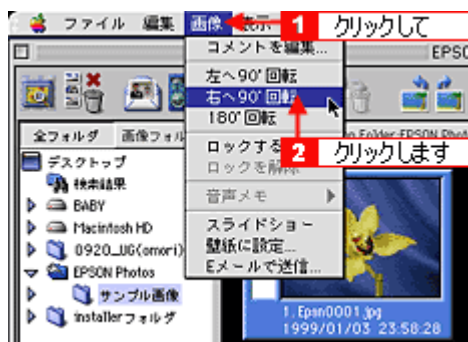 ファイル 編集 画像 表示 1 クリックして
コメントを編集...
EPSO
左へ90°回転
右へ90°回転
180°回転
全フォルダ 画像フォル
ロックする 2 クリックします
ロックを解除
デスクトップ
検索結果
音声メモ
BABY
Macintosh HD
スライドショー
0920_UG(omori)
壁紙に設定...
EPSON Photos
Eメールで送信...
サンプル画像
installerフォルダ
1. Epsn0001.jpg
1999/01/03 23:58:28